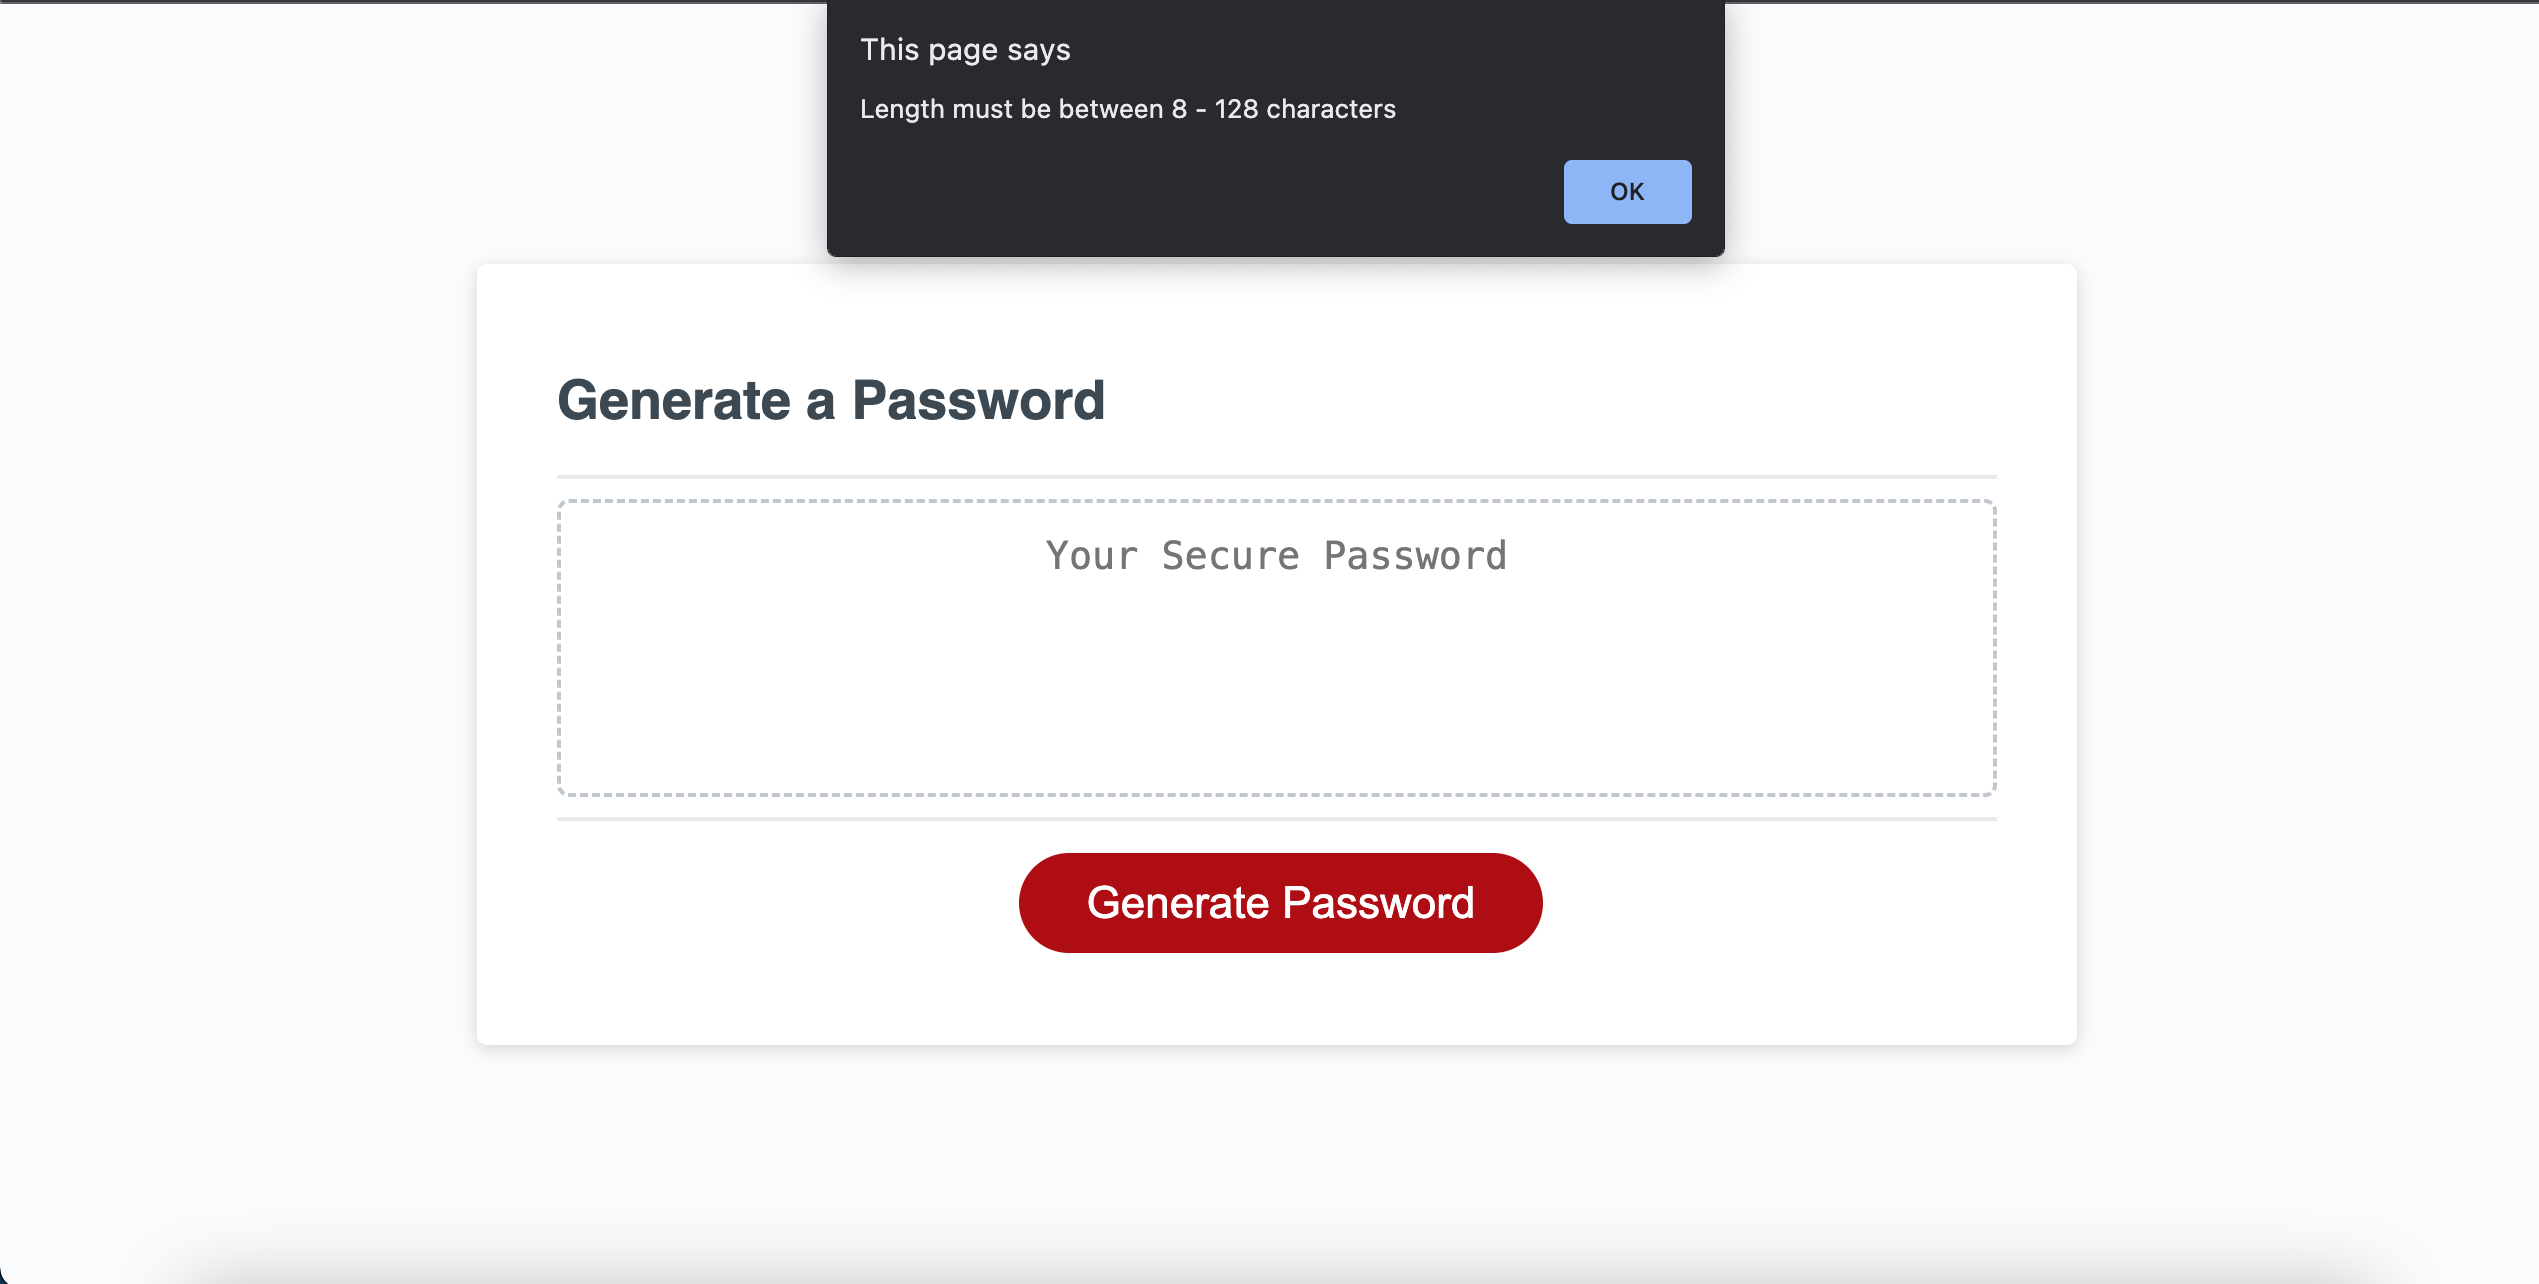 This page says
Length must be between 8 - 128 characters
OK
Generate a Password
Your Secure Password
Generate Password